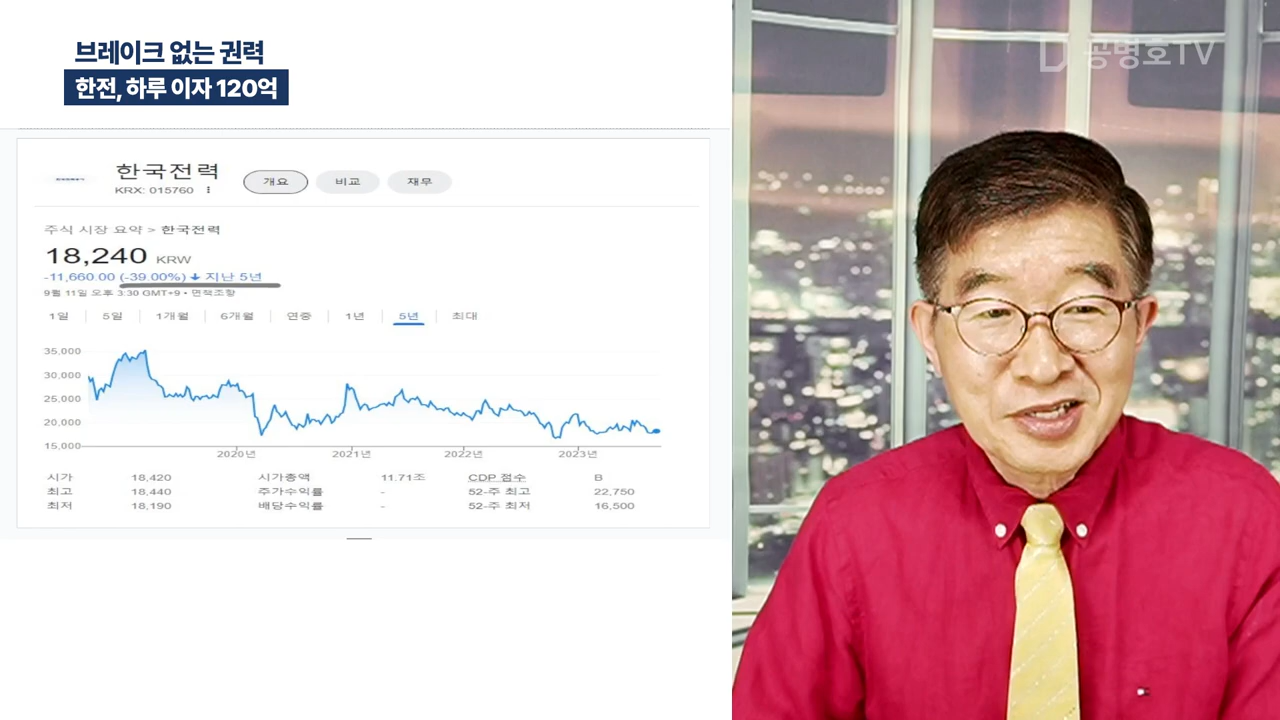 브레이크 없는 권력
한전, 하루 이자 120억
공병호TV
한국전력
KRX: 015760
개요 비교 재무
주식 시장 요약 > 한국전력
18,240 KRW
-11,660.00 (-39.00%) ↓ 지난 5년
9월 11일 오후 3:30 GMT+9 • 면책조항
1일 5일 1개월 6개월 연중 1년 5년 최대
35,000
30,000
25,000
20,000
15,000
2020년 2021년 2022년 2023년
시가 18,420 시가총액 11.71조 CDP 점수 B
최고 18,440 주가수익률 - 52-주 최고 22,750
최저 18,190 배당수익률 - 52-주 최저 16,500